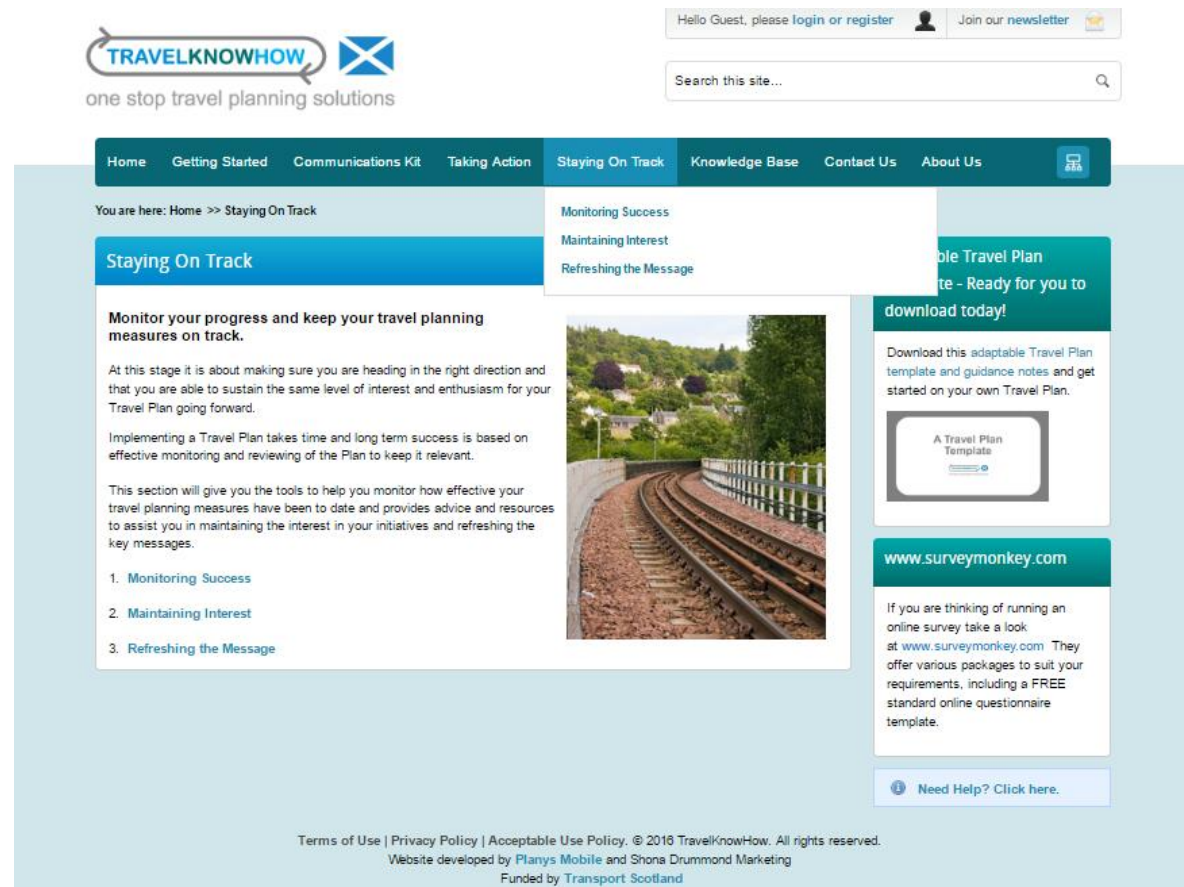 Hello Guest, please login or register
Join our newsletter
TRAVELKNOWHOW
one stop travel planning solutions
Search this site...
Home Getting Started Communications Kit Taking Action Staying On Track Knowledge Base Contact Us About Us
You are here: Home >> Staying On Track
Monitoring Success
Maintaining Interest
Refreshing the Message
Staying On Track
Monitor your progress and keep your travel planning
measures on track.
At this stage it is about making sure you are heading in the right direction and
that you are able to sustain the same level of interest and enthusiasm for your
Travel Plan going forward.
Implementing a Travel Plan takes time and long term success is based on
effective monitoring and reviewing of the Plan to keep it relevant.
This section will give you the tools to help you monitor how effective your
travel planning measures have been to date and provides advice and resources
to assist you in maintaining the interest in your initiatives and refreshing the
key messages.
1. Monitoring Success
2. Maintaining Interest
3. Refreshing the Message
Travel Plan
- Ready for you to
download today!
Download this adaptable Travel Plan
template and guidance notes and get
started on your own Travel Plan.
A Travel Plan
Template
www.surveymonkey.com
If you are thinking of running an
online survey take a look
at www.surveymonkey.com They
offer various packages to suit your
requirements, including a FREE
standard online questionnaire
template.
Need Help? Click here.
Terms of Use | Privacy Policy | Acceptable Use Policy. © 2016 TravelKnowHow. All rights reserved.
Website developed by Planys Mobile and Shona Drummond Marketing
Funded by Transport Scotland